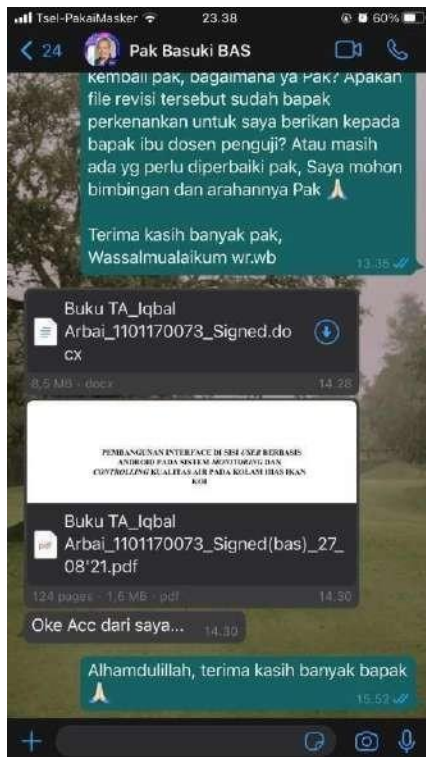 Tsel-PakaiMasker 23.38 60%
24 Pak Basuki BAS
kembali pak, bagaimana ya Pak? Apakah
file revisi tersebut sudah bapak
perkenankan untuk saya berikan kepada
bapak ibu dosen penguji? Atau masih
ada yg perlu diperbaiki pak, Saya mohon
bimbingan dan arahannya Pak 🙏🏻
Terima kasih banyak pak,
Wassalmualaikum wr.wb
13.35
Buku TA_Iqbal
Arbai_1101170073_Signed.do
cx
8,5 MB · docx 14.28
PEMBANGUNAN INTERFACE DI SISI USER BERBASIS
ANDROID PADA SISTEM MONITORING DAN
CONTROLLING KUALITAS AIR PADA KOLAM HIAS IKAN
KOI
pdf
Buku TA_Iqbal
Arbai_1101170073_Signed(bas)_27_
08'21.pdf
124 pages · 1,6 MB · pdf 14.30
Oke Acc dari saya... 14.30
Alhamdulillah, terima kasih banyak bapak
🙏🏻
15.52